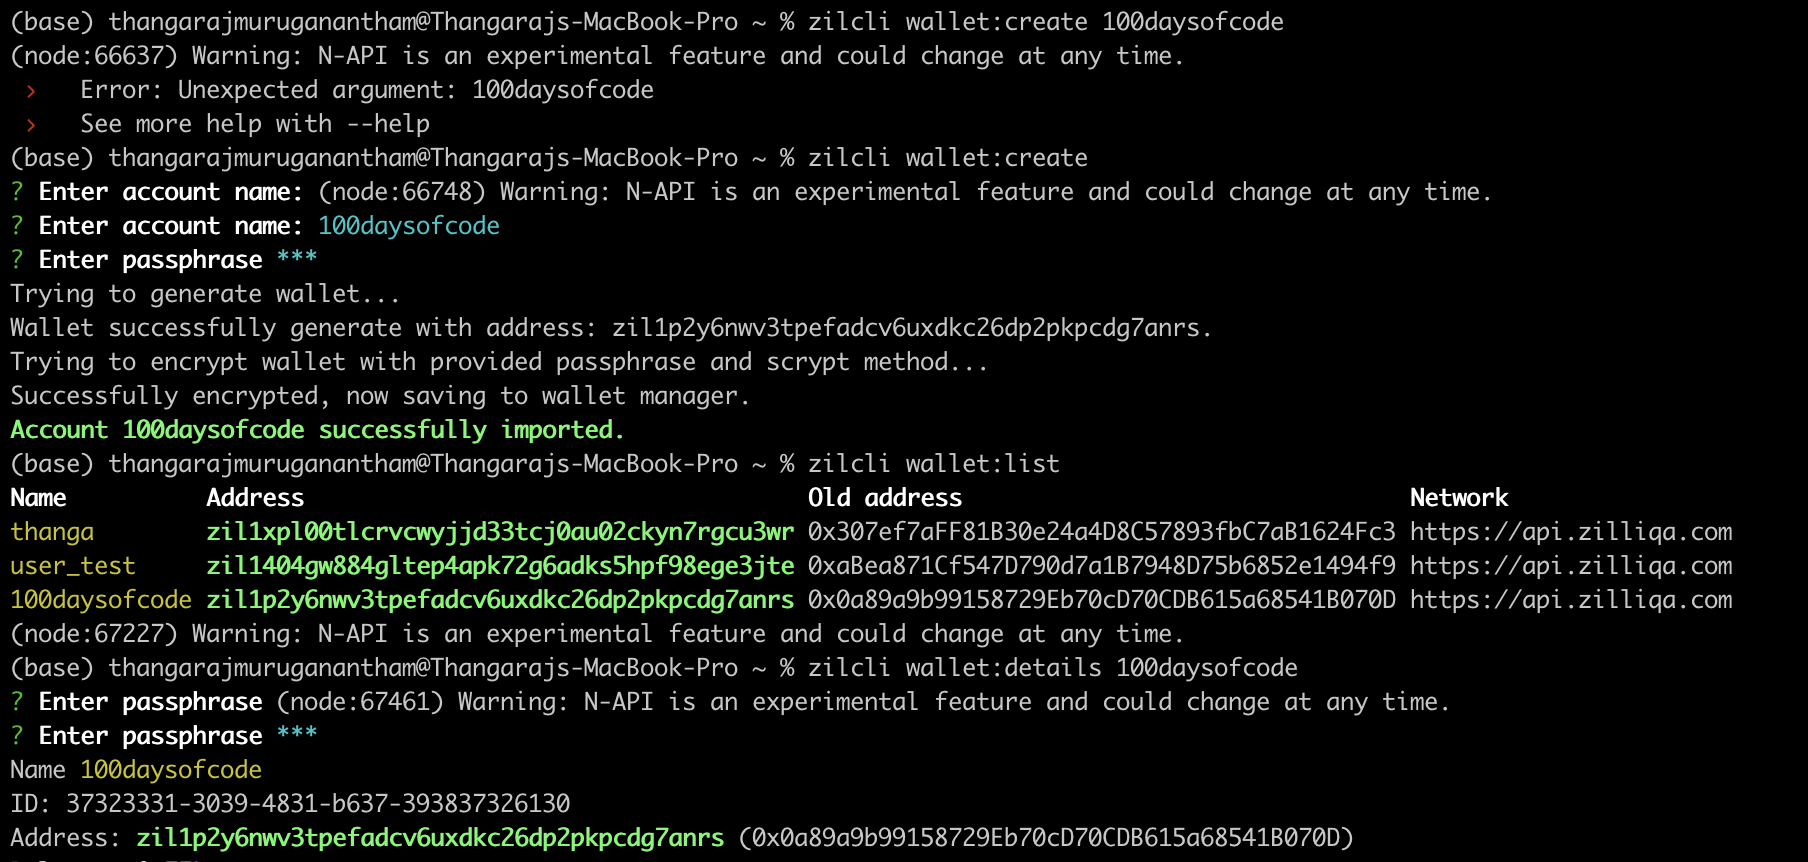 (base) thangarajmuruganantham@Thangarajs-MacBook-Pro ~ % zilcli wallet:create 100daysofcode
(node:66637) Warning: N-API is an experimental feature and could change at any time.
› Error: Unexpected argument: 100daysofcode
› See more help with --help
(base) thangarajmuruganantham@Thangarajs-MacBook-Pro ~ % zilcli wallet:create
? Enter account name: (node:66748) Warning: N-API is an experimental feature and could change at any time.
? Enter account name: 100daysofcode
? Enter passphrase ***
Trying to generate wallet...
Wallet successfully generate with address: zil1p2y6nwv3tpefadcv6uxdkc26dp2pkpcdg7anrs.
Trying to encrypt wallet with provided passphrase and scrypt method...
Successfully encrypted, now saving to wallet manager.
Account 100daysofcode successfully imported.
(base) thangarajmuruganantham@Thangarajs-MacBook-Pro ~ % zilcli wallet:list
Name Address Old address Network
thanga zil1xpl00tlcrvcwyjjd33tcj0au02ckyn7rgcu3wr 0x307ef7aFF81B30e24a4D8C57893fbC7aB1624Fc3 https://api.zilliqa.com
user_test zil1404gw884gltep4apk72g6adks5hpf98ege3jte 0xaBea871Cf547D790d7a1B7948D75b6852e1494f9 https://api.zilliqa.com
100daysofcode zil1p2y6nwv3tpefadcv6uxdkc26dp2pkpcdg7anrs 0x0a89a9b99158729Eb70cD70CDB615a68541B070D https://api.zilliqa.com
(node:67227) Warning: N-API is an experimental feature and could change at any time.
(base) thangarajmuruganantham@Thangarajs-MacBook-Pro ~ % zilcli wallet:details 100daysofcode
? Enter passphrase (node:67461) Warning: N-API is an experimental feature and could change at any time.
? Enter passphrase ***
Name 100daysofcode
ID: 37323331-3039-4831-b637-393837326130
Address: zil1p2y6nwv3tpefadcv6uxdkc26dp2pkpcdg7anrs (0x0a89a9b99158729Eb70cD70CDB615a68541B070D)